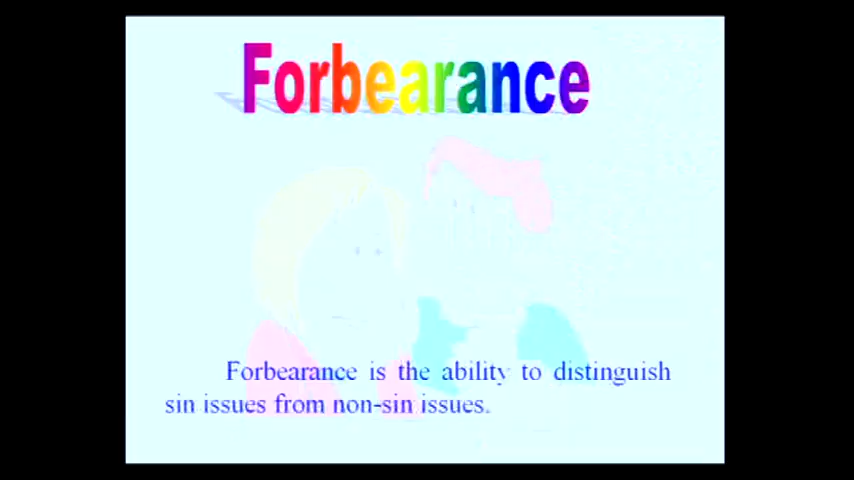 Forbearance
Forbearance is the ability to distinguish
sin issues from non-sin issues.